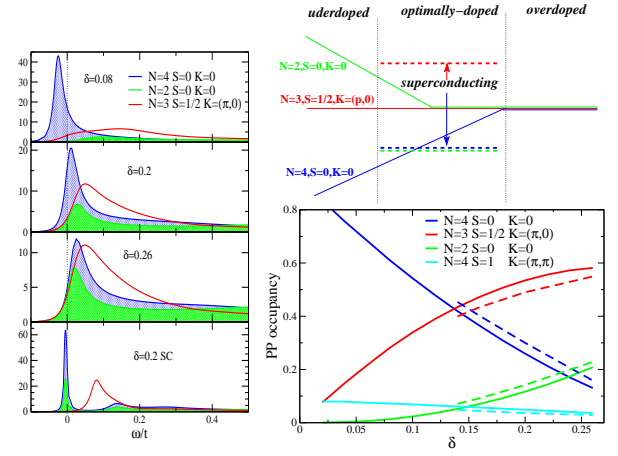 40
30
20
10
0
δ=0.08
N=4 S=0 K=0
N=2 S=0 K=0
N=3 S=1/2 K=(π,0)
20
10
0
δ=0.2
10
5
0
δ=0.26
60
40
20
0
δ=0.2 SC
0
0.2
0.4
ω/t
uderdoped
optimally-doped
overdoped
N=2,S=0,K=0
superconducting
N=3,S=1/2,K=(p,0)
N=4,S=0,K=0
0.8
0.6
0.4
0.2
0
PP occupancy
N=4 S=0 K=0
N=3 S=1/2 K=(π,0)
N=2 S=0 K=0
N=4 S=1 K=(π,π)
0
0.05
0.1
0.15
0.2
0.25
δ